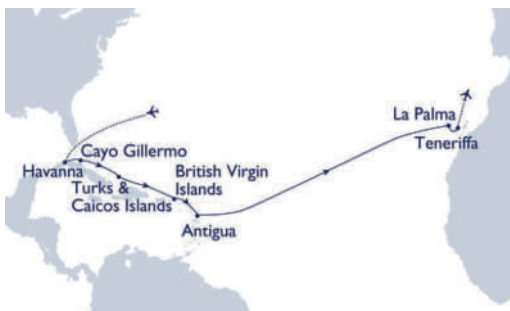 La Palma
Teneriffa
Cayo Gillermo
Havanna
British Virgin
Islands
Turks &
Caicos Islands
Antigua